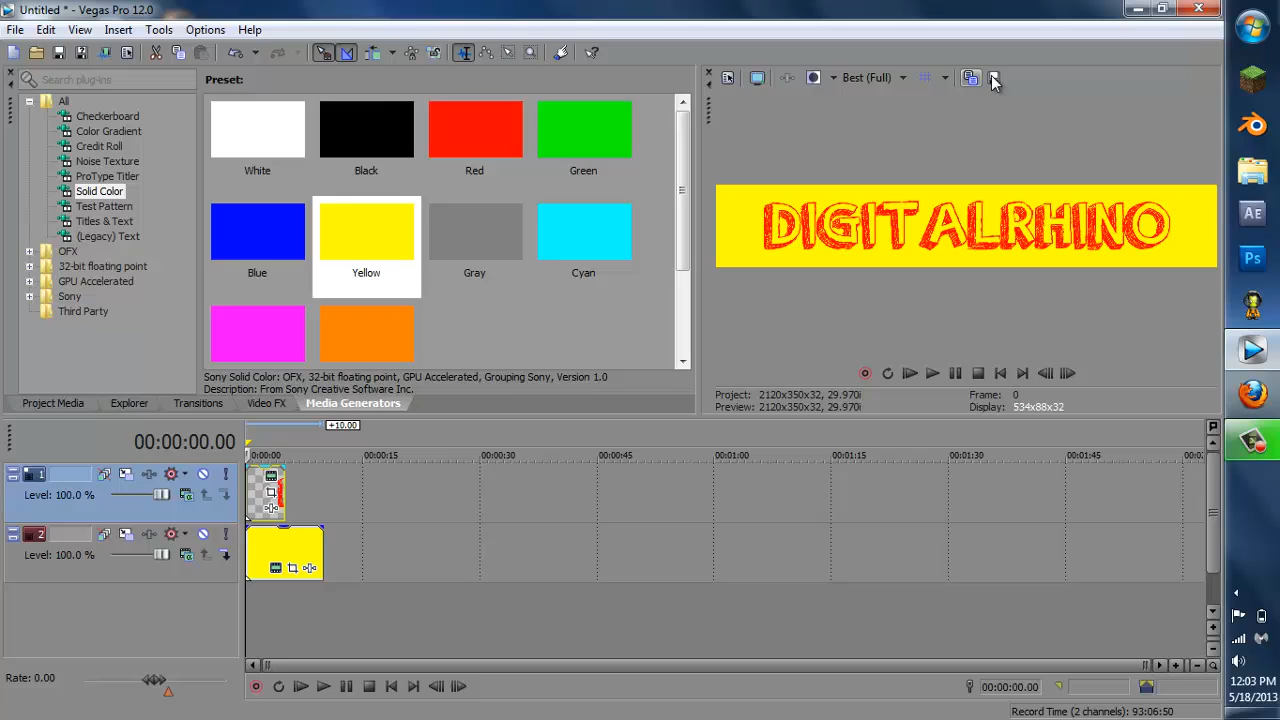 Untitled * - Vegas Pro 12.0
File Edit View Insert Tools Options Help
Search plug-ins
Preset:
Best (Full)
All
Checkerboard
Color Gradient
Credit Roll
Noise Texture
ProType Titler
Solid Color
Test Pattern
Titles & Text
(Legacy) Text
OFX
32-bit floating point
GPU Accelerated
Sony
Third Party
White Black Red Green
Blue Yellow Gray Cyan
DIGITALRHINO
Sony Solid Color: OFX, 32-bit floating point, GPU Accelerated, Grouping Sony, Version 1.0
Description: From Sony Creative Software Inc.
Project: 2120x350x32, 29.970i Frame: 0
Preview: 2120x350x32, 29.970i Display: 534x88x32
Project Media Explorer Transitions Video FX Media Generators
+10.00
00:00:00.00
0:00:00 00:00:15 00:00:30 00:00:45 00:01:00 00:01:15 00:01:30 00:01:45
1
Level: 100.0 %
2
Level: 100.0 %
Rate: 0.00
00:00:00.00
Record Time (2 channels): 93:06:50
Ae
Ps
12:03 PM
5/18/2013